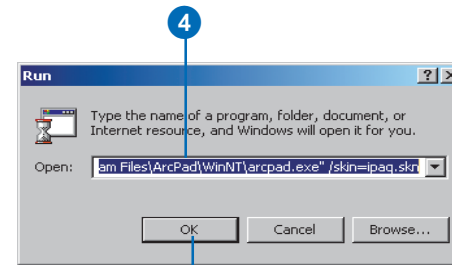 4
Run
Type the name of a program, folder, document, or
Internet resource, and Windows will open it for you.
Open: am Files\ArcPad\WinNT\arcpad.exe" /skin=ipaq.skn
OK Cancel Browse...